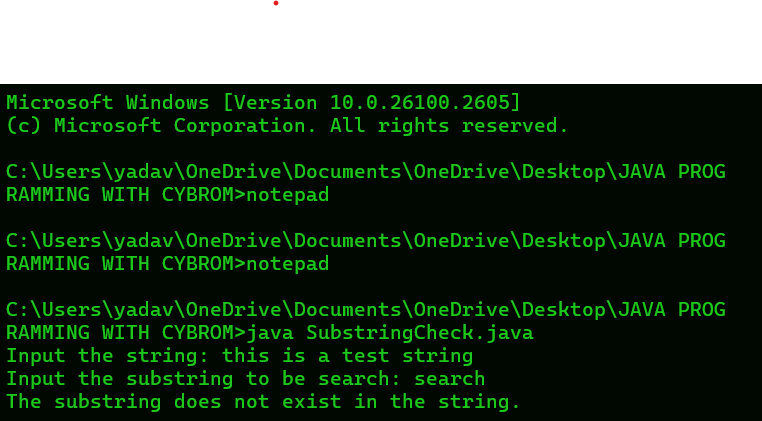 Microsoft Windows [Version 10.0.26100.2605]
(c) Microsoft Corporation. All rights reserved.
C:\Users\yadav\OneDrive\Documents\OneDrive\Desktop\JAVA PROG
RAMMING WITH CYBROM>notepad
C:\Users\yadav\OneDrive\Documents\OneDrive\Desktop\JAVA PROG
RAMMING WITH CYBROM>notepad
C:\Users\yadav\OneDrive\Documents\OneDrive\Desktop\JAVA PROG
RAMMING WITH CYBROM>java SubstringCheck.java
Input the string: this is a test string
Input the substring to be search: search
The substring does not exist in the string.